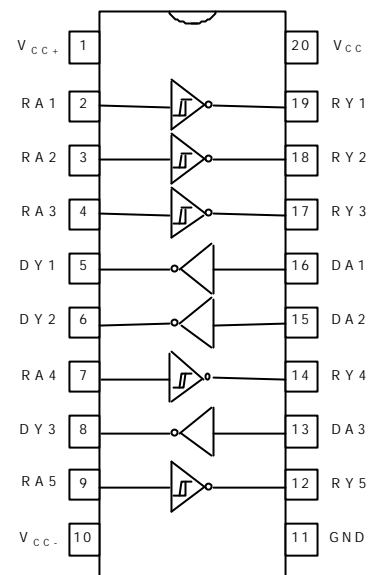 VCC+ 1 20 VCC
RA1 2 19 RY1
RA2 3 18 RY2
RA3 4 17 RY3
DY1 5 16 DA1
DY2 6 15 DA2
RA4 7 14 RY4
DY3 8 13 DA3
RA5 9 12 RY5
VCC- 10 11 GND